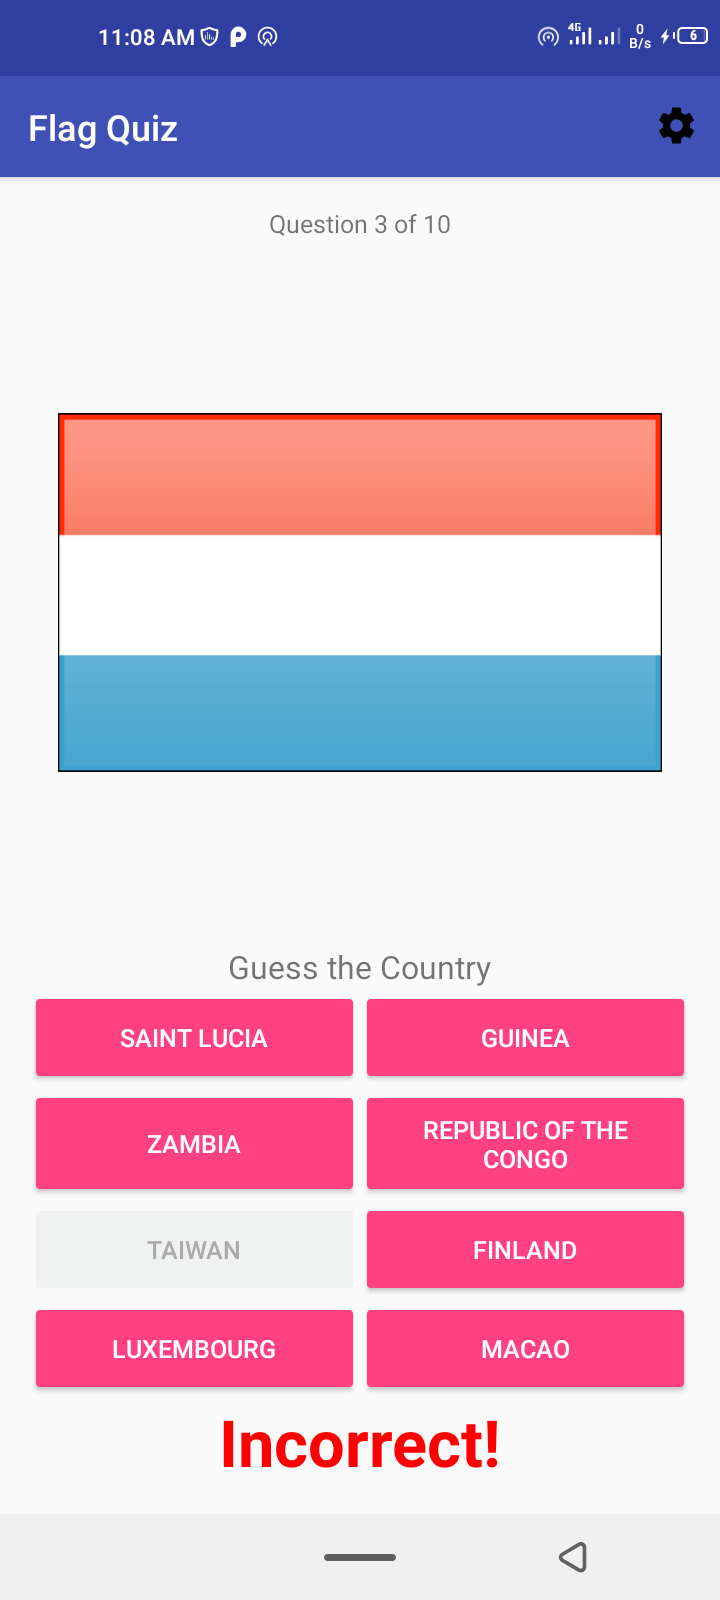 11:08 AM
4G
0
B/s
6
Flag Quiz
Question 3 of 10
Guess the Country
SAINT LUCIA
GUINEA
ZAMBIA
REPUBLIC OF THE
CONGO
TAIWAN
FINLAND
LUXEMBOURG
MACAO
Incorrect!